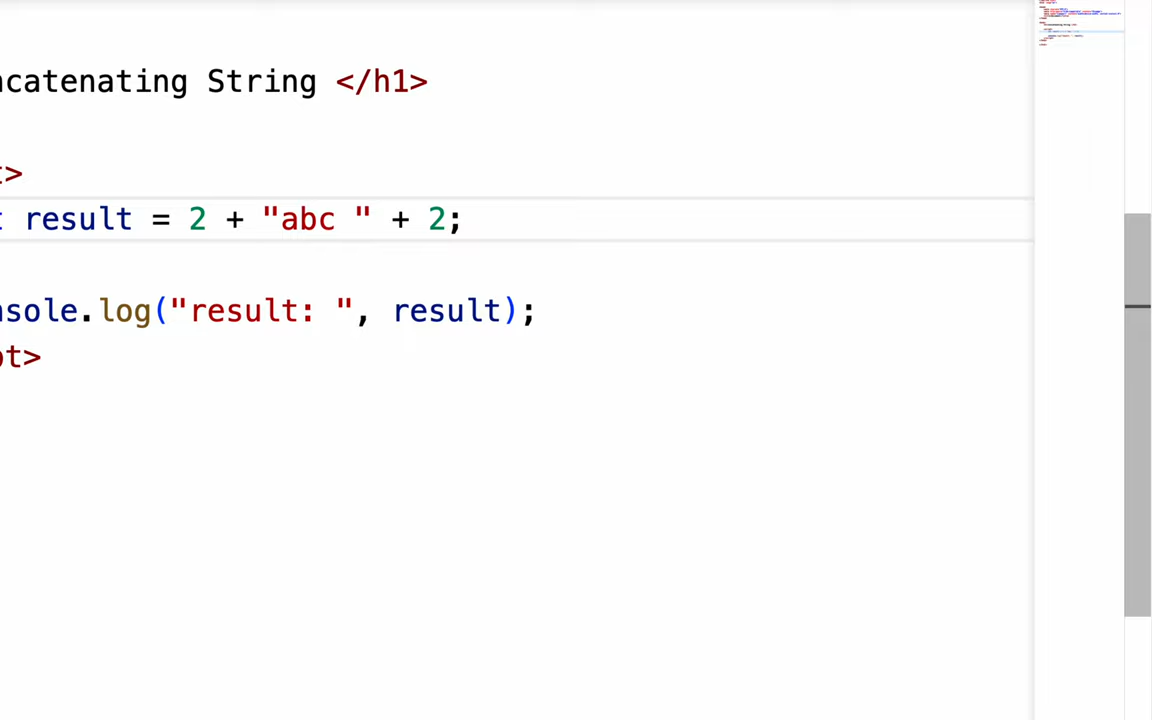 ncatenating String </h1>
t>
t result = 2 + "abc " + 2;
nsole.log("result: ", result);
pt>